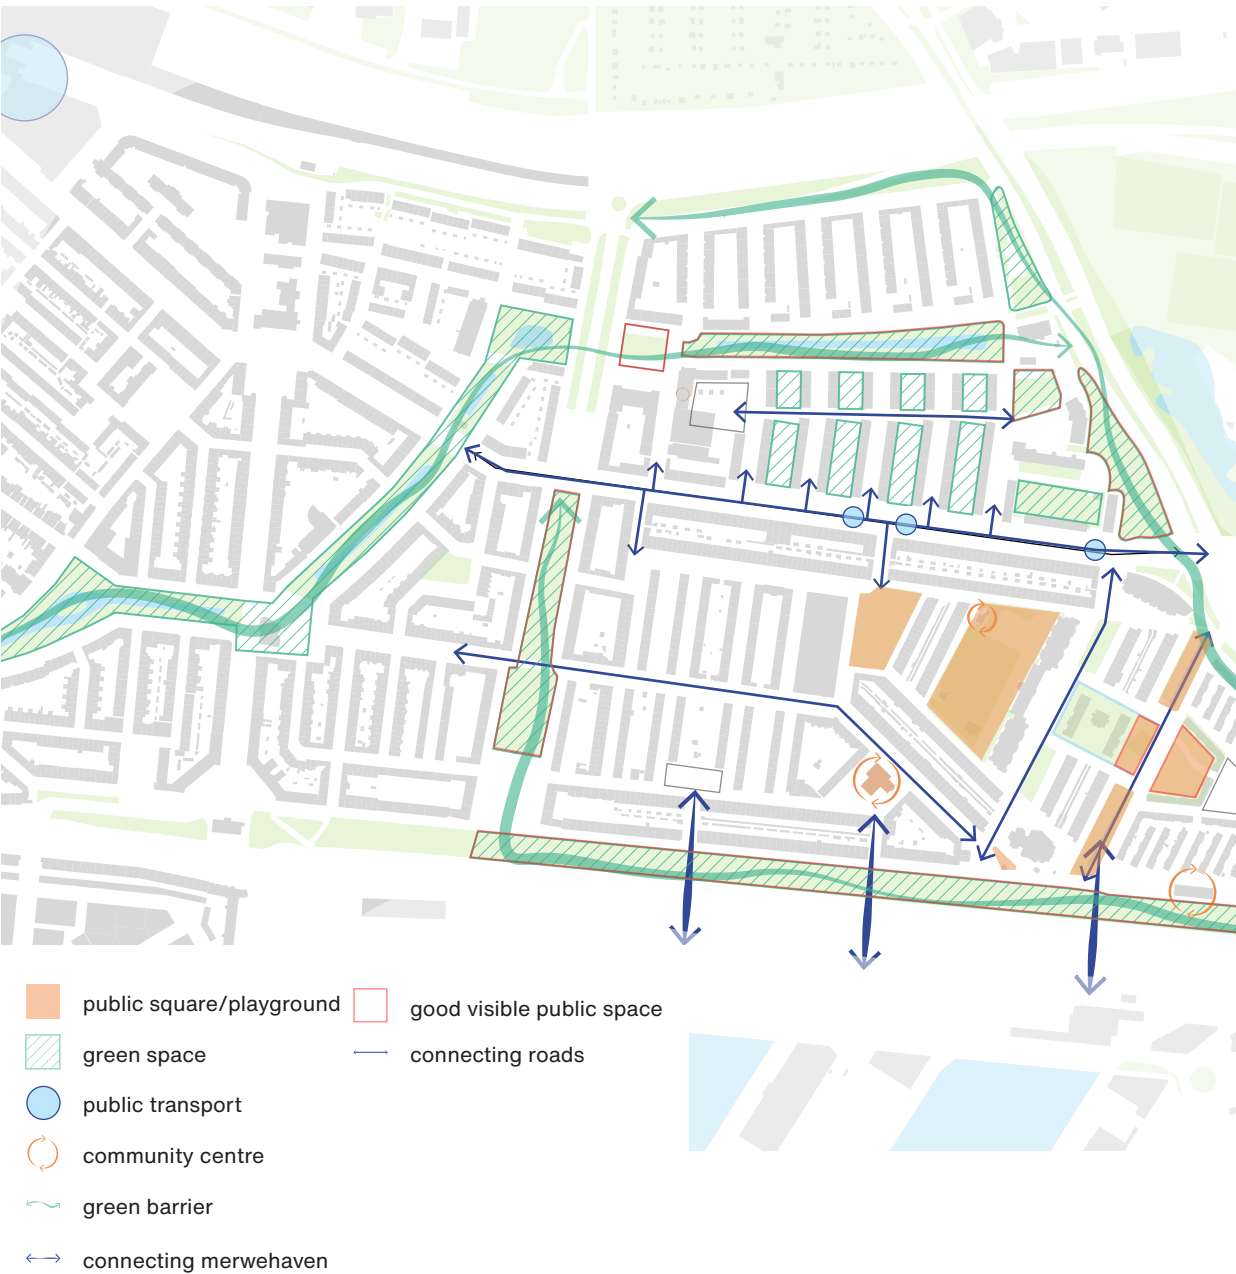 public square/playground
good visible public space
green space
connecting roads
public transport
community centre
green barrier
connecting merwehaven